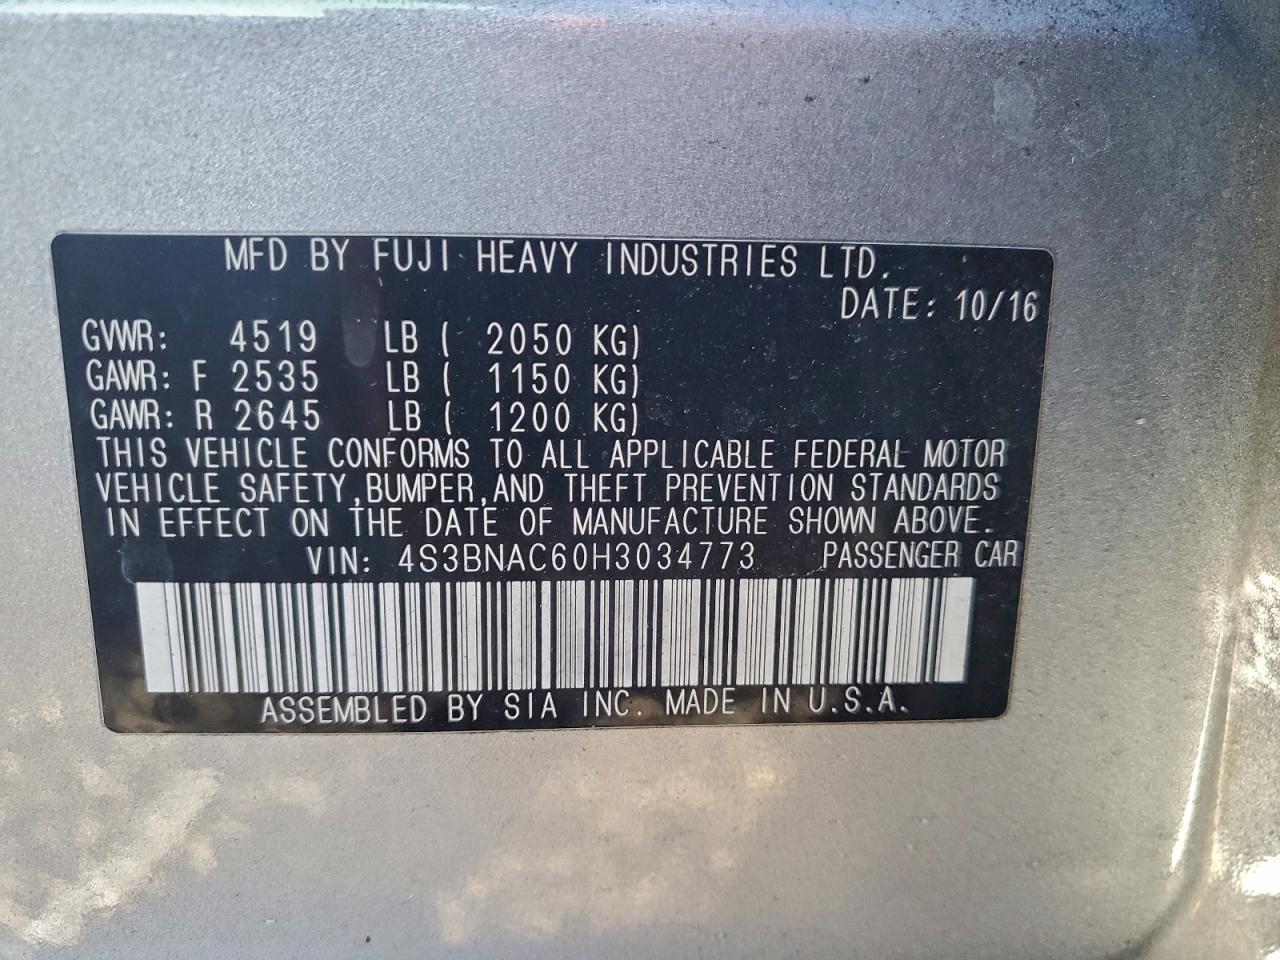 MFD BY FUJI HEAVY INDUSTRIES LTD.
DATE: 10/16
GVWR: 4519 LB ( 2050 KG)
GAWR: F 2535 LB ( 1150 KG)
GAWR: R 2645 LB ( 1200 KG)
THIS VEHICLE CONFORMS TO ALL APPLICABLE FEDERAL MOTOR
VEHICLE SAFETY,BUMPER,AND THEFT PREVENTION STANDARDS
IN EFFECT ON THE DATE OF MANUFACTURE SHOWN ABOVE.
VIN: 4S3BNAC60H3034773 PASSENGER CAR
ASSEMBLED BY SIA INC. MADE IN U.S.A.